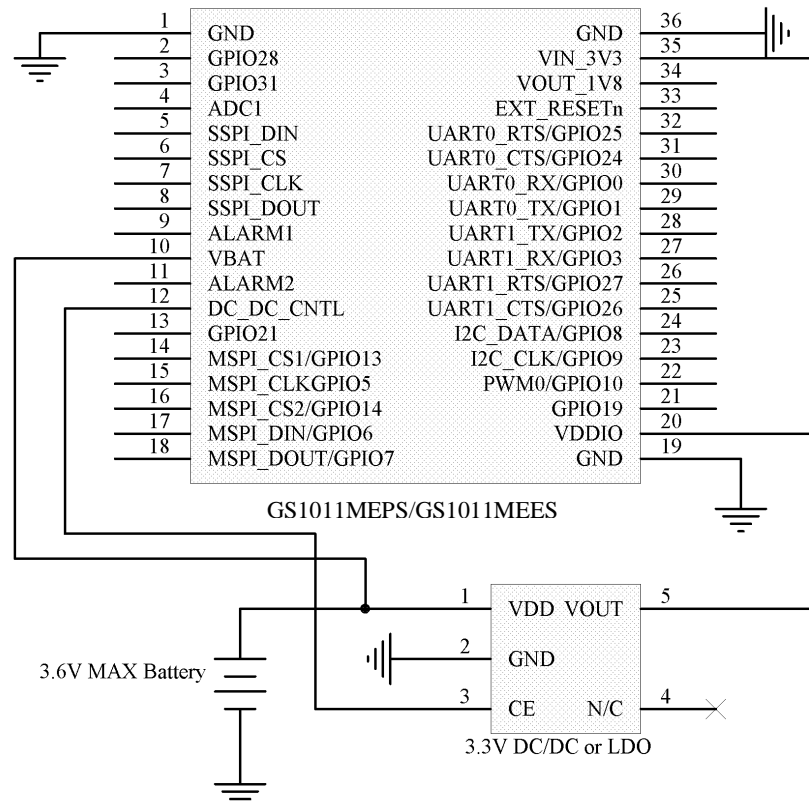 1 GND GND 36
2 GPIO28 VIN_3V3 35
3 GPIO31 VOUT_1V8 34
4 ADC1 EXT_RESETn 33
5 SSPI_DIN UART0_RTS/GPIO25 32
6 SSPI_CS UART0_CTS/GPIO24 31
7 SSPI_CLK UART0_RX/GPIO0 30
8 SSPI_DOUT UART0_TX/GPIO1 29
9 ALARM1 UART1_TX/GPIO2 28
10 VBAT UART1_RX/GPIO3 27
11 ALARM2 UART1_RTS/GPIO27 26
12 DC_DC_CNTL UART1_CTS/GPIO26 25
13 GPIO21 I2C_DATA/GPIO8 24
14 MSPI_CS1/GPIO13 I2C_CLK/GPIO9 23
15 MSPI_CLKGPIO5 PWM0/GPIO10 22
16 MSPI_CS2/GPIO14 GPIO19 21
17 MSPI_DIN/GPIO6 VDDIO 20
18 MSPI_DOUT/GPIO7 GND 19
GS1011MEPS/GS1011MEES
1 VDD VOUT 5
2 GND
3.6V MAX Battery
3 CE N/C 4
3.3V DC/DC or LDO